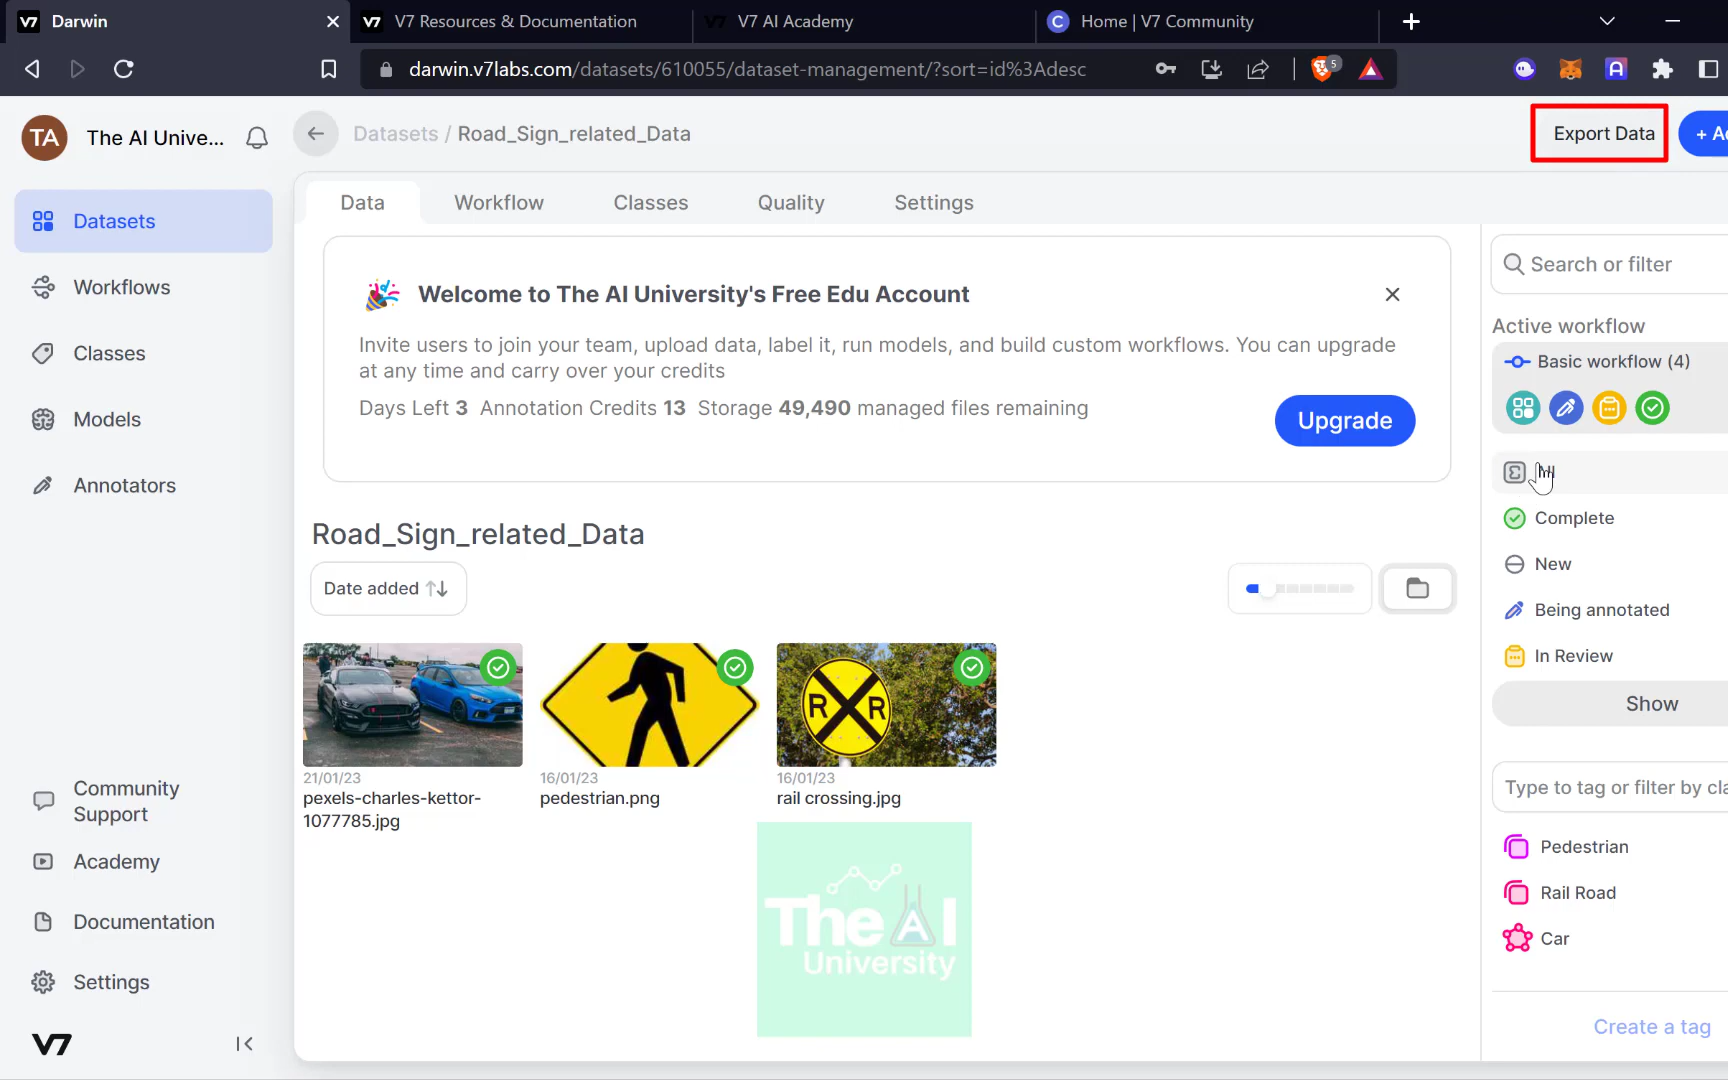 Darwin
V7 Resources & Documentation
V7 AI Academy
Home | V7 Community
darwin.v7labs.com/datasets/610055/dataset-management/?sort=id%3Adesc
5
TA
The AI Unive...
Datasets / Road_Sign_related_Data
Export Data
+ Ad
Datasets
Workflows
Classes
Models
Annotators
Community
Support
Academy
Documentation
Settings
V7
Data
Workflow
Classes
Quality
Settings
Welcome to The AI University's Free Edu Account
Invite users to join your team, upload data, label it, run models, and build custom workflows. You can upgrade
at any time and carry over your credits
Days Left 3 Annotation Credits 13 Storage 49,490 managed files remaining
Upgrade
Road_Sign_related_Data
Date added
21/01/23
pexels-charles-kettor-
1077785.jpg
16/01/23
pedestrian.png
R R
16/01/23
rail crossing.jpg
The AI
University
Search or filter
Active workflow
Basic workflow (4)
Complete
New
Being annotated
In Review
Show
Type to tag or filter by cla
Pedestrian
Rail Road
Car
Create a tag